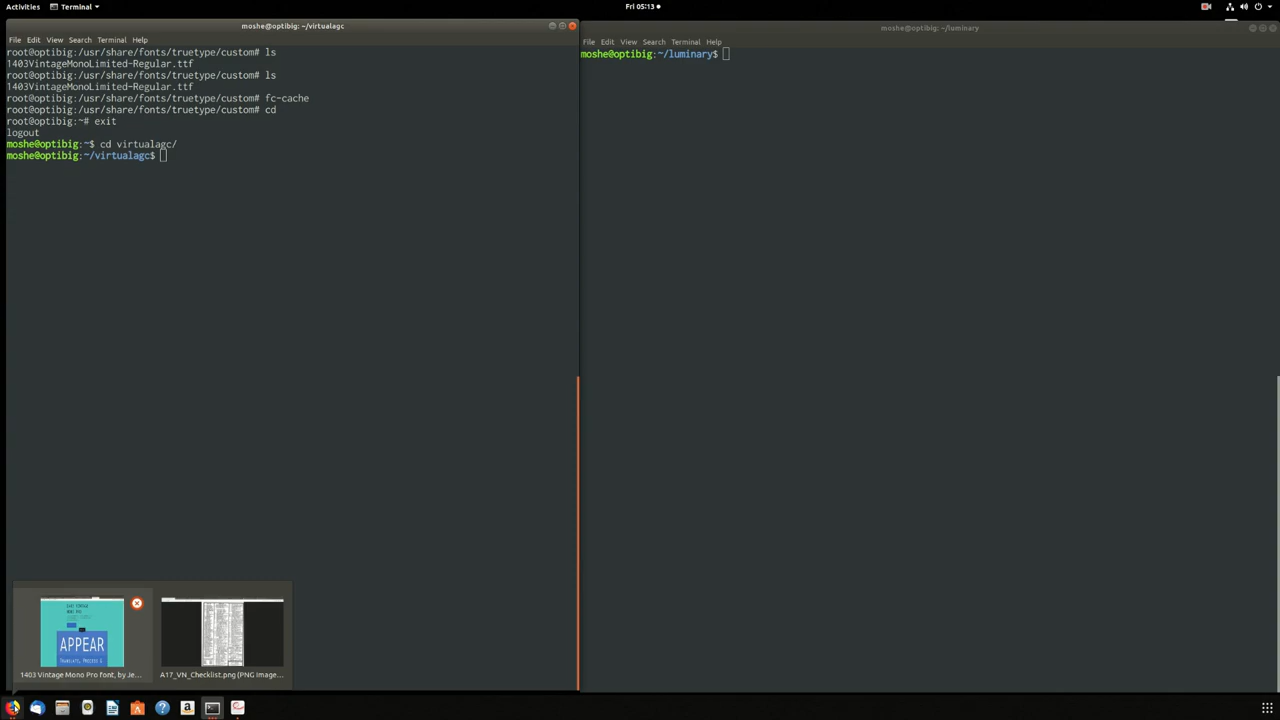 Activities
Terminal
Fri 05:13
moshe@optibig: ~/virtualagc
moshe@optibig: ~/luminary
File Edit View Search Terminal Help
File Edit View Search Terminal Help
root@optibig:/usr/share/fonts/truetype/custom# ls
1403VintageMonoLimited-Regular.ttf
root@optibig:/usr/share/fonts/truetype/custom# ls
1403VintageMonoLimited-Regular.ttf
root@optibig:/usr/share/fonts/truetype/custom# fc-cache
root@optibig:/usr/share/fonts/truetype/custom# cd
root@optibig:~# exit
logout
moshe@optibig:~$ cd virtualagc/
moshe@optibig:~/virtualagc$
moshe@optibig:~/luminary$
1403 VINTAGE
MONO PRO
APPEAR
1403 Vintage Mono Pro font, by Je...
A17_VN_Checklist.png (PNG Image...